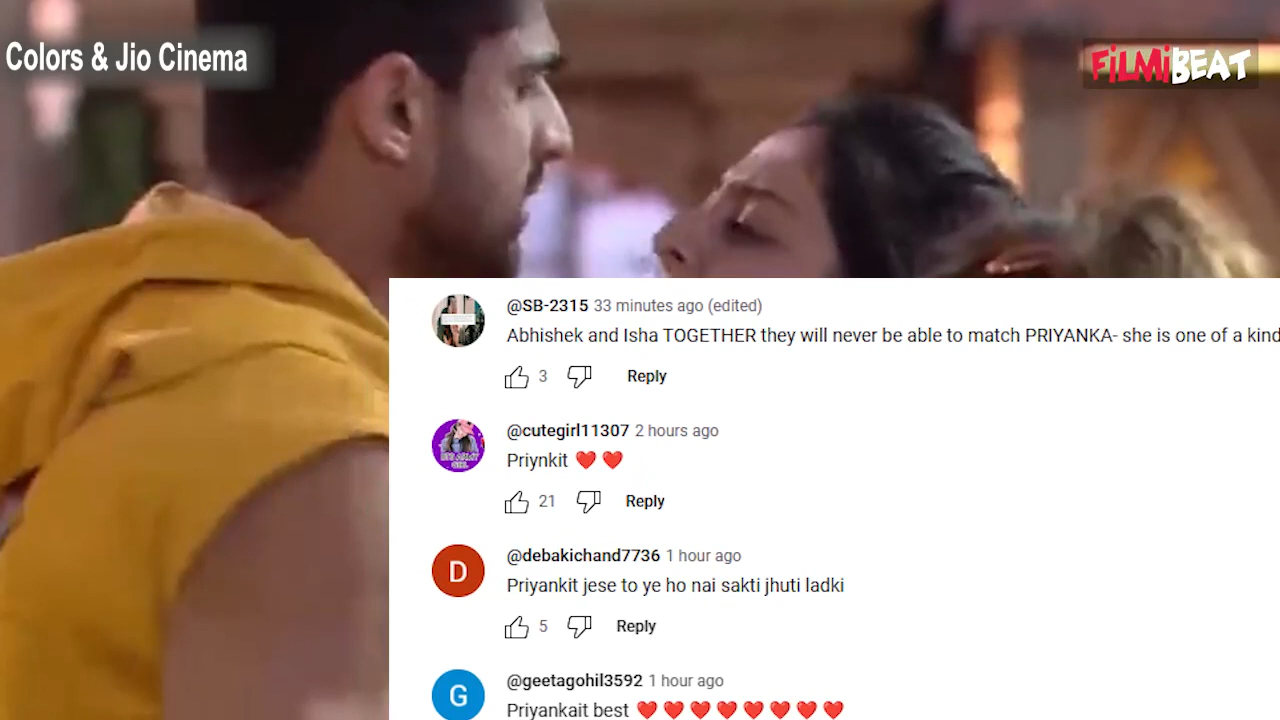 Colors & Jio Cinema
FiLMiBEAT
@SB-2315 33 minutes ago (edited)
Abhishek and Isha TOGETHER they will never be able to match PRIYANKA- she is one of a kind
3 Reply
@cutegirl11307 2 hours ago
Priynkit ❤️ ❤️
21 Reply
D
@debakichand7736 1 hour ago
Priyankit jese to ye ho nai sakti jhuti ladki
5 Reply
G
@geetagohil3592 1 hour ago
Priyankait best ❤️❤️❤️❤️❤️❤️❤️❤️